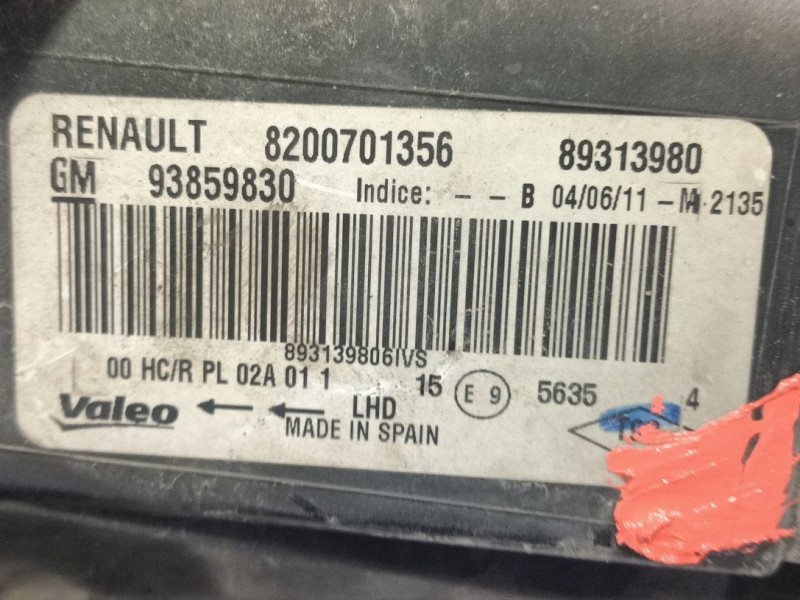 RENAULT 8200701356 89313980
GM 93859830 Indice: - - B 04/06/11 - M 2135
893139806IVS
00 HC/R PL 02A 01 1 15 E 9 5635 4
Valeo LHD
MADE IN SPAIN